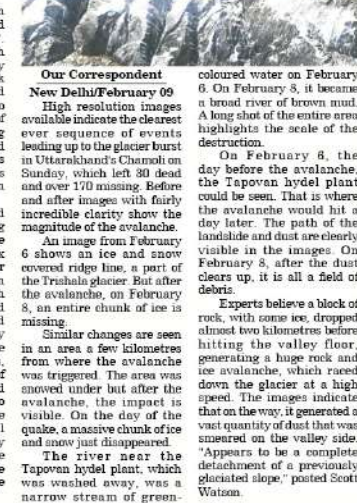 Our Correspondent
New Delhi/February 09
High resolution images
available indicate the clearest
ever sequence of events
leading up to the glacier burst
in Uttarakhand's Chamoli on
Sunday, which left 30 dead
and over 170 missing. Before
and after images with fairly
incredible clarity show the
magnitude of the avalanche.
An image from February
6 shows an ice and snow
covered ridge line, a part of
the Trishala glacier. But after
the avalanche, on February
8, an entire chunk of ice is
missing.
Similar changes are seen
in an area a few kilometres
from where the avalanche
was triggered. The area was
snowed under but after the
avalanche, the impact is
visible. On the day of the
quake, a massive chunk of ice
and snow just disappeared.
The river near the
Tapovan hydel plant, which
was washed away, was a
narrow stream of green-
coloured water on February
6. On February 8, it became
a broad river of brown mud.
A long shot of the entire area
highlights the scale of the
destruction.
On February 6, the
day before the avalanche,
the Tapovan hydel plant
could be seen. That is where
the avalanche would hit a
day later. The path of the
landslide and dust are clearly
visible in the images. On
February 8, after the dust
clears up, it is all a field of
debris.
Experts believe a block of
rock, with some ice, dropped
almost two kilometres before
hitting the valley floor,
generating a huge rock and
ice avalanche, which raced
down the glacier at a high
speed. The images indicate
that on the way, it generated a
vast quantity of dust that was
smeared on the valley side.
"Appears to be a complete
detachment of a previously
glaciated slope," posted Scott
Watson.